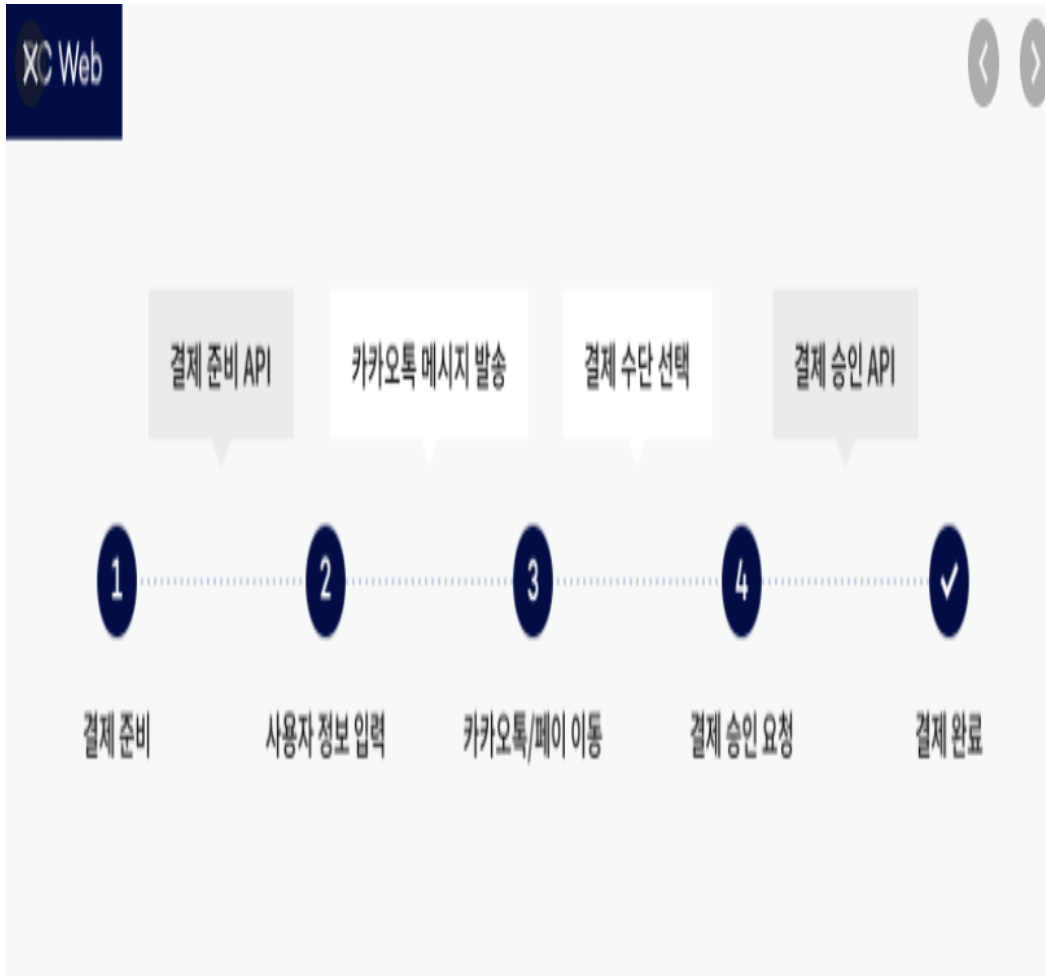 Web
결제 준비 API
카카오톡 메시지 발송
결제 수단 선택
결제 승인 API
1
2
3
4
결제 준비
사용자 정보 입력
카카오톡/페이 이동
결제 승인 요청
결제 완료